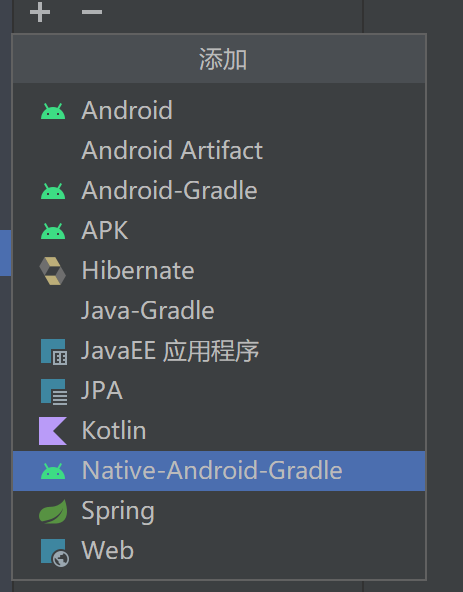 添加
Android
Android Artifact
Android-Gradle
APK
Hibernate
Java-Gradle
JavaEE 应用程序
JPA
Kotlin
Native-Android-Gradle
Spring
Web